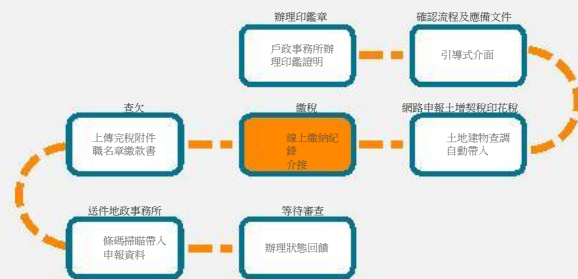 辦理印鑑章
確認流程及應備文件
戶政事務所辦
理印鑑證明
引導式介面
查欠
繳稅
網路申報土增契稅印花稅
上傳完稅附件
職名章繳款書
線上繳納紀
錄
介接
土地建物查調
自動帶入
送件地政事務所
等待審查
條碼掃瞄帶入
申報資料
辦理狀態回饋